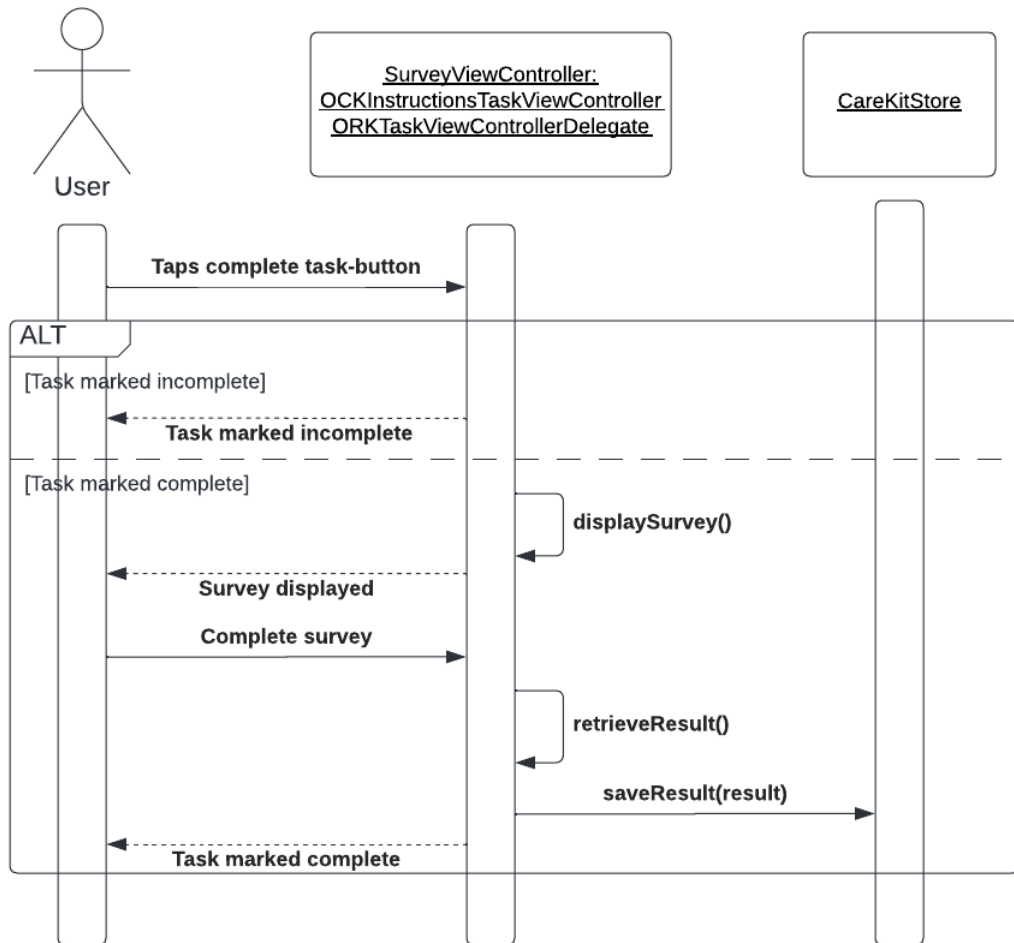 SurveyViewController:
OCKInstructionsTaskViewController
ORKTaskViewControllerDelegate
CareKitStore
User
Taps complete task-button
ALT
[Task marked incomplete]
Task marked incomplete
[Task marked complete]
displaySurvey()
Survey displayed
Complete survey
retrieveResult()
saveResult(result)
Task marked complete